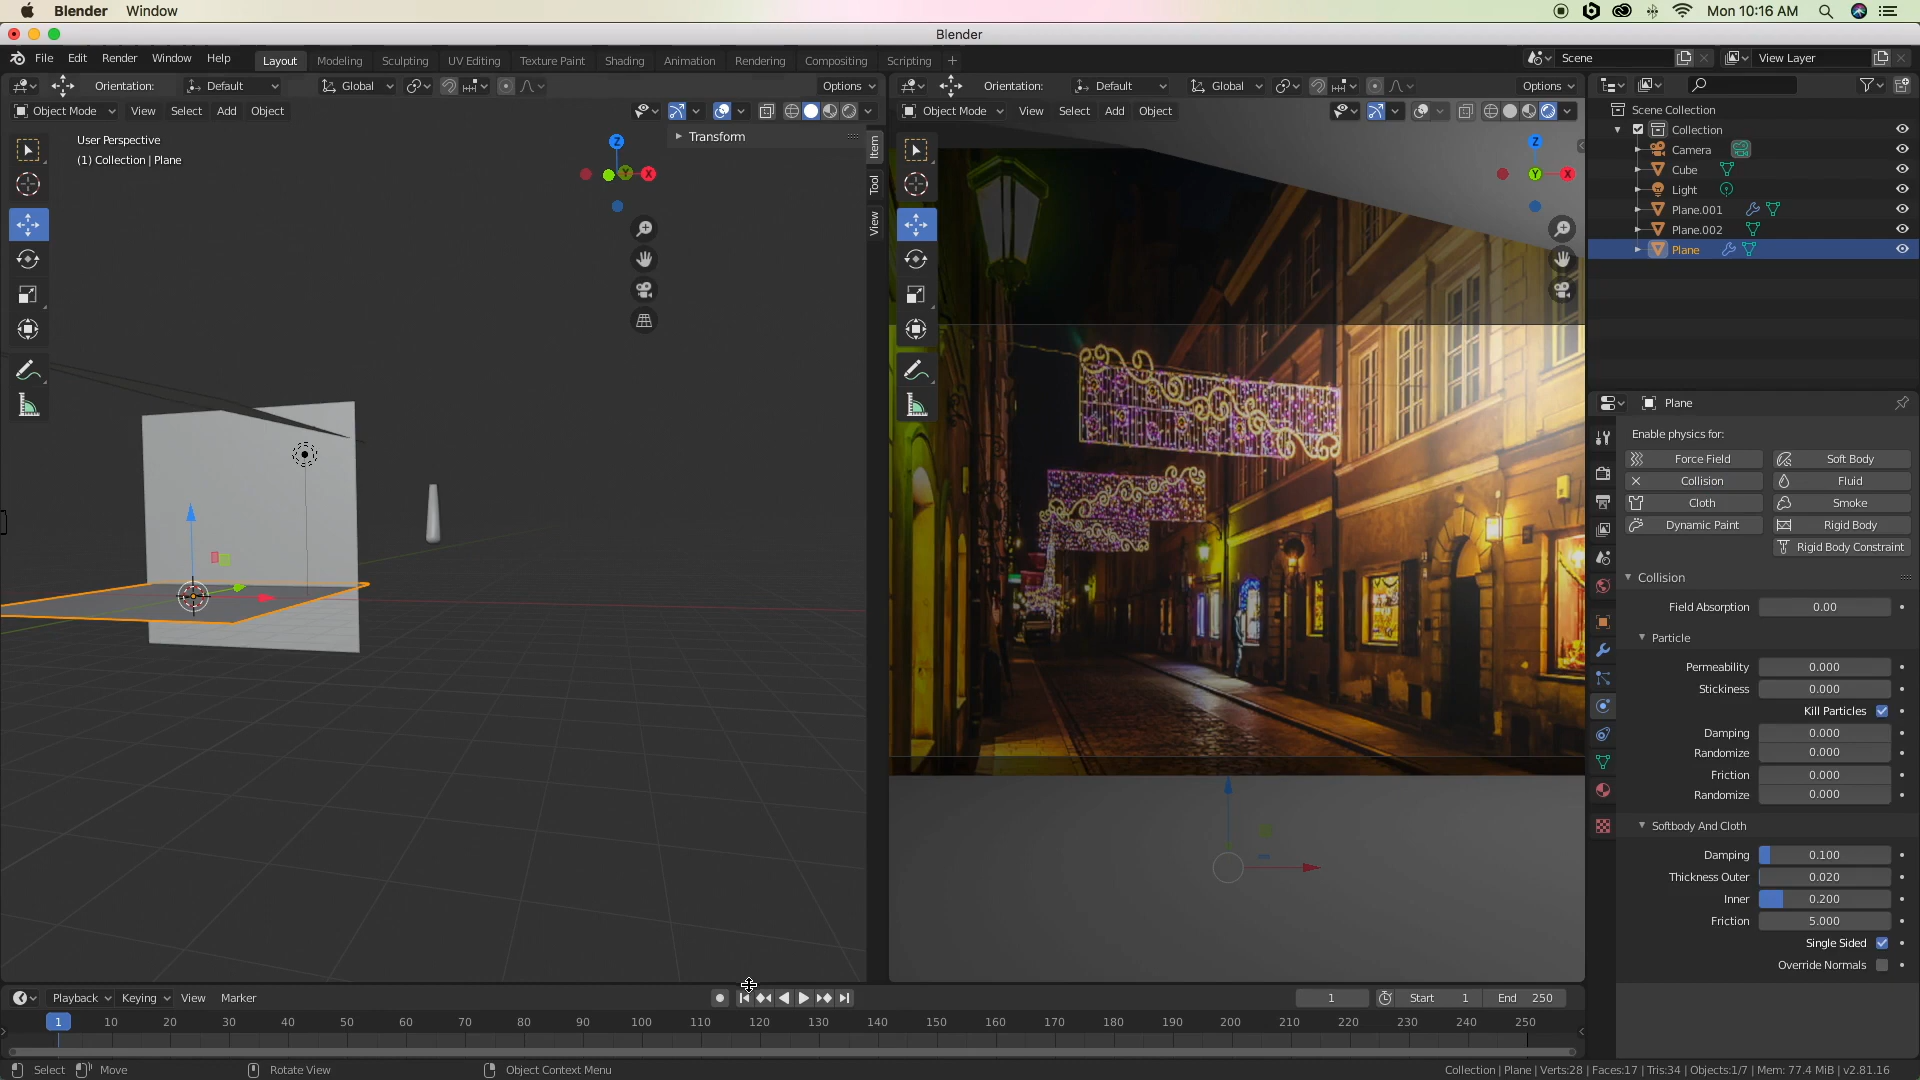 Blender Window Mon 10:16 AM
Blender
File Edit Render Window Help Layout Modeling Sculpting UV Editing Texture Paint Shading Animation Rendering Compositing Scripting + Scene View Layer
Orientation: Default Global Options Orientation: Default Global Options
Object Mode View Select Add Object Object Mode View Select Add Object
User Perspective
(1) Collection | Plane
Transform
Item
Tool
View
Z
Y
X
Z
Y
X
Scene Collection
Collection
Camera
Cube
Light
Plane.001
Plane.002
Plane
Plane
Enable physics for:
Force Field Soft Body
Collision Fluid
Cloth Smoke
Dynamic Paint Rigid Body
Rigid Body Constraint
Collision
Field Absorption 0.00
Particle
Permeability 0.000
Stickiness 0.000
Kill Particles
Damping 0.000
Randomize 0.000
Friction 0.000
Randomize 0.000
Softbody And Cloth
Damping 0.100
Thickness Outer 0.020
Inner 0.200
Friction 5.000
Single Sided
Override Normals
Playback Keying View Marker 1 Start 1 End 250
1 10 20 30 40 50 60 70 80 90 100 110 120 130 140 150 160 170 180 190 200 210 220 230 240 250
Select Move Rotate View Object Context Menu Collection | Plane | Verts:28 | Faces:17 | Tris:34 | Objects:1/7 | Mem: 77.4 MiB | v2.81.16